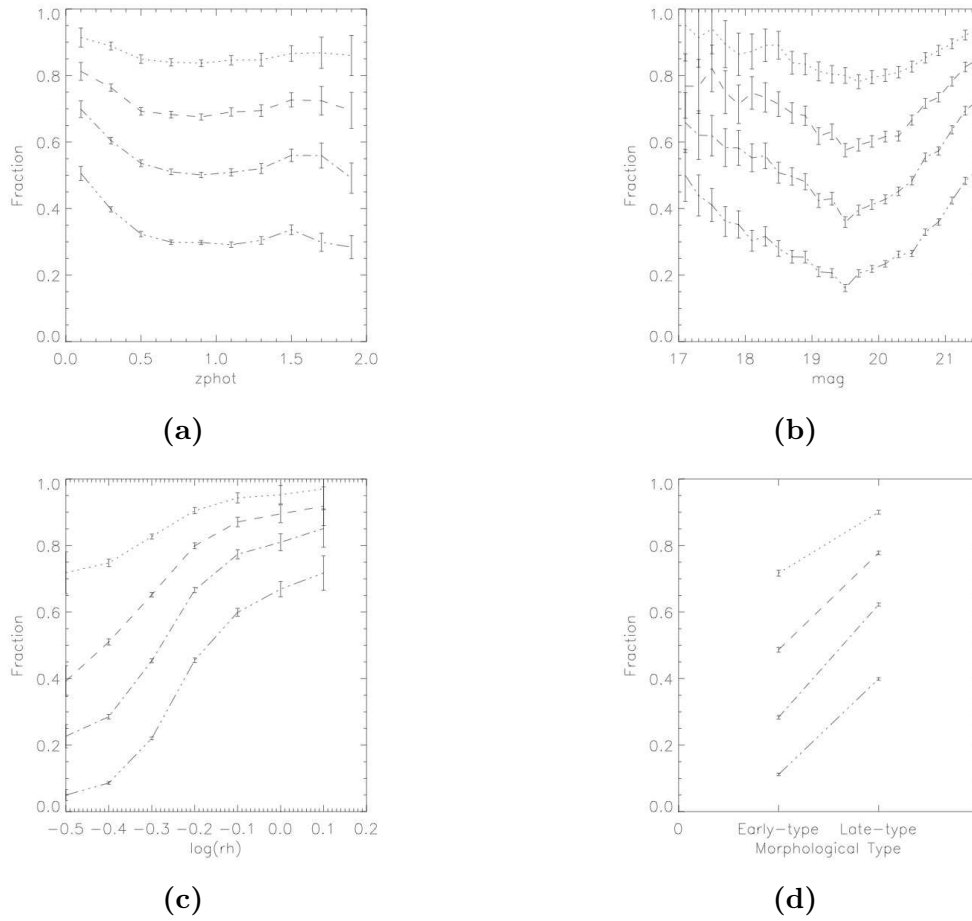 1.0
0.8
0.6
0.4
0.2
0.0
Fraction
0.0 0.5 1.0 1.5 2.0
zphot
(a)
1.0
0.8
0.6
0.4
0.2
0.0
Fraction
17 18 19 20 21
mag
(b)
1.0
0.8
0.6
0.4
0.2
0.0
Fraction
−0.5 −0.4 −0.3 −0.2 −0.1 0.0 0.1 0.2
log(rh)
(c)
1.0
0.8
0.6
0.4
0.2
0.0
Fraction
0 Early−type Late−type
Morphological Type
(d)